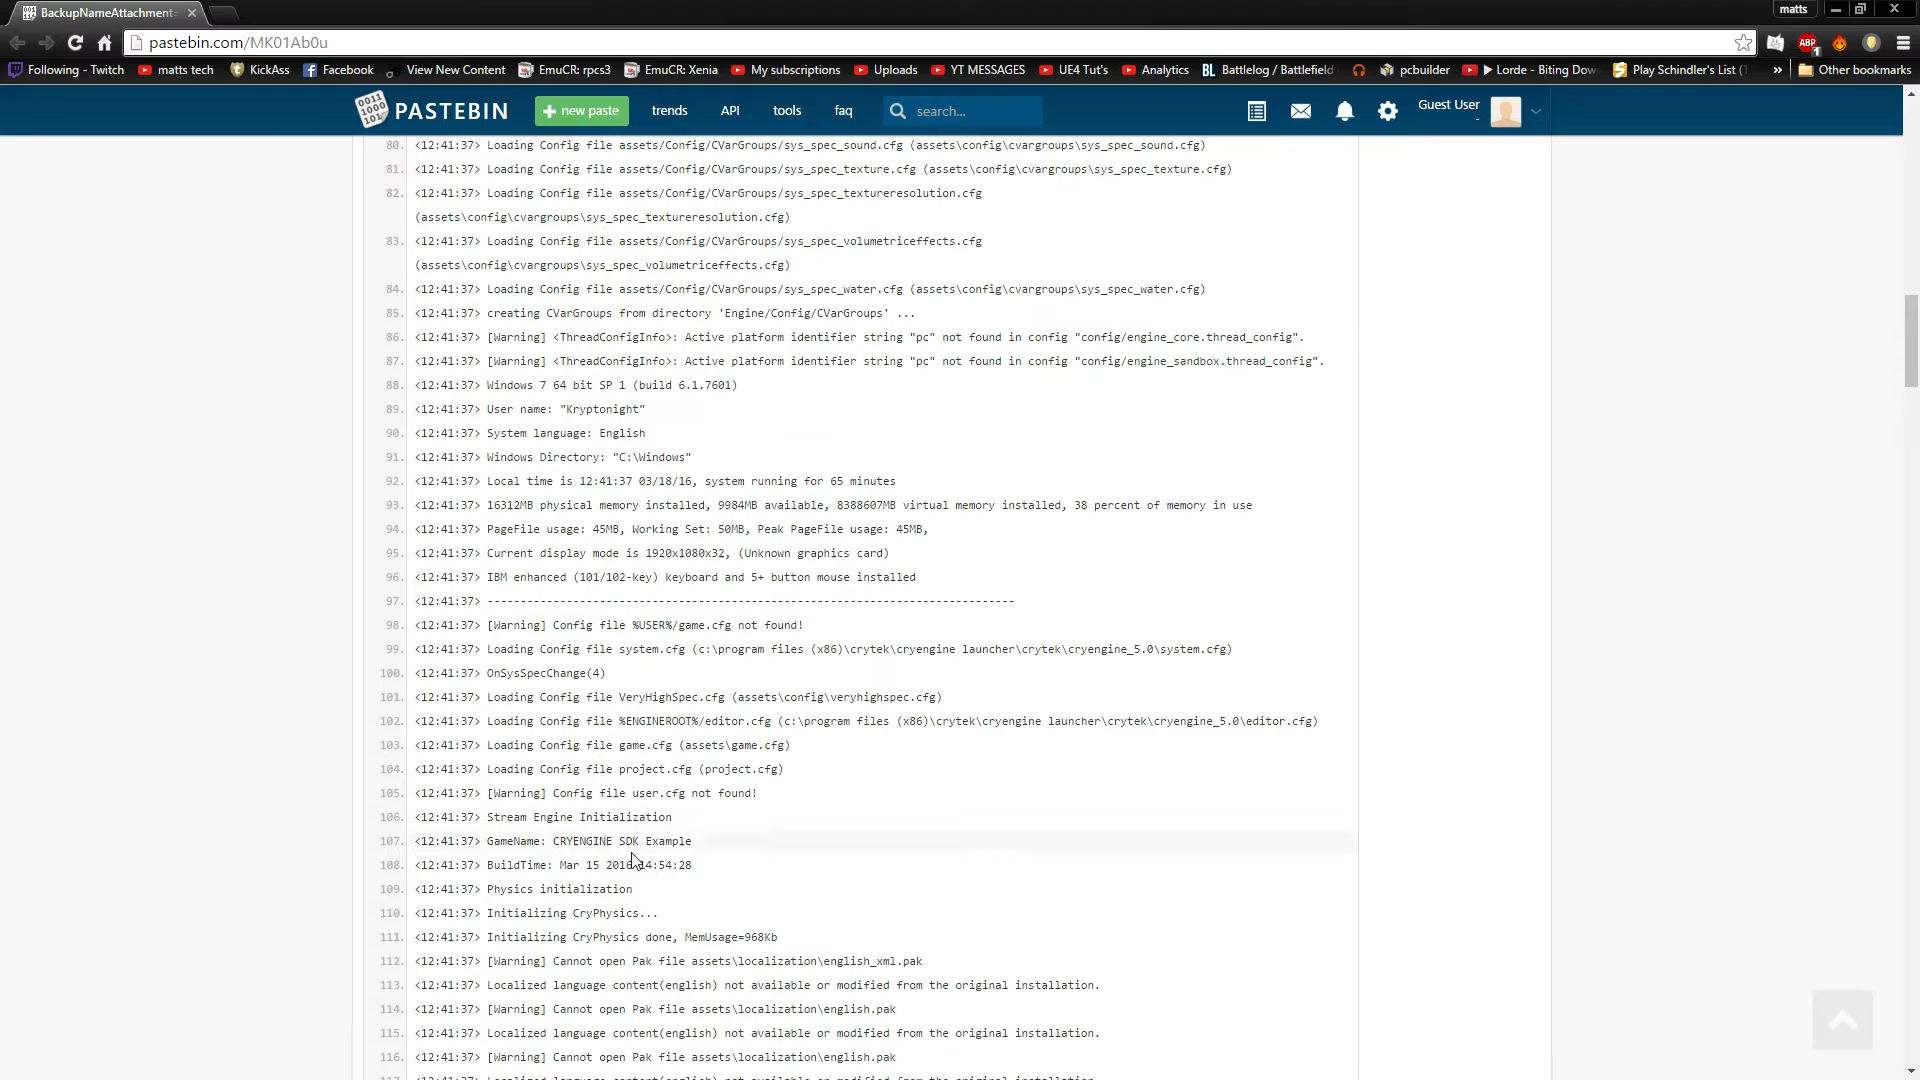 BackupNameAttachment=
matts
pastebin.com/MK01Ab0u
ABP
1
Following - Twitch
matts tech
KickAss
Facebook
View New Content
EmuCR: rpcs3
EmuCR: Xenia
My subscriptions
Uploads
YT MESSAGES
UE4 Tut's
Analytics
BL Battlelog / Battlefield
pcbuilder
Lorde - Biting Dow
Play Schindler's List (
»
Other bookmarks
PASTEBIN
+ new paste
trends
API
tools
faq
search...
Guest User
-
80. <12:41:37> Loading Config file assets/Config/CVarGroups/sys_spec_sound.cfg (assets\config\cvargroups\sys_spec_sound.cfg)
81. <12:41:37> Loading Config file assets/Config/CVarGroups/sys_spec_texture.cfg (assets\config\cvargroups\sys_spec_texture.cfg)
82. <12:41:37> Loading Config file assets/Config/CVarGroups/sys_spec_textureresolution.cfg
(assets\config\cvargroups\sys_spec_textureresolution.cfg)
83. <12:41:37> Loading Config file assets/Config/CVarGroups/sys_spec_volumetriceffects.cfg
(assets\config\cvargroups\sys_spec_volumetriceffects.cfg)
84. <12:41:37> Loading Config file assets/Config/CVarGroups/sys_spec_water.cfg (assets\config\cvargroups\sys_spec_water.cfg)
85. <12:41:37> creating CVarGroups from directory 'Engine/Config/CVarGroups' ...
86. <12:41:37> [Warning] <ThreadConfigInfo>: Active platform identifier string "pc" not found in config "config/engine_core.thread_config".
87. <12:41:37> [Warning] <ThreadConfigInfo>: Active platform identifier string "pc" not found in config "config/engine_sandbox.thread_config".
88. <12:41:37> Windows 7 64 bit SP 1 (build 6.1.7601)
89. <12:41:37> User name: "Kryptonight"
90. <12:41:37> System language: English
91. <12:41:37> Windows Directory: "C:\Windows"
92. <12:41:37> Local time is 12:41:37 03/18/16, system running for 65 minutes
93. <12:41:37> 16312MB physical memory installed, 9984MB available, 8388607MB virtual memory installed, 38 percent of memory in use
94. <12:41:37> PageFile usage: 45MB, Working Set: 50MB, Peak PageFile usage: 45MB,
95. <12:41:37> Current display mode is 1920x1080x32, (Unknown graphics card)
96. <12:41:37> IBM enhanced (101/102-key) keyboard and 5+ button mouse installed
97. <12:41:37> --------------------------------------------------------------------------------
98. <12:41:37> [Warning] Config file %USER%/game.cfg not found!
99. <12:41:37> Loading Config file system.cfg (c:\program files (x86)\crytek\cryengine launcher\crytek\cryengine_5.0\system.cfg)
100. <12:41:37> OnSysSpecChange(4)
101. <12:41:37> Loading Config file VeryHighSpec.cfg (assets\config\veryhighspec.cfg)
102. <12:41:37> Loading Config file %ENGINEROOT%/editor.cfg (c:\program files (x86)\crytek\cryengine launcher\crytek\cryengine_5.0\editor.cfg)
103. <12:41:37> Loading Config file game.cfg (assets\game.cfg)
104. <12:41:37> Loading Config file project.cfg (project.cfg)
105. <12:41:37> [Warning] Config file user.cfg not found!
106. <12:41:37> Stream Engine Initialization
107. <12:41:37> GameName: CRYENGINE SDK Example
108. <12:41:37> BuildTime: Mar 15 2016 14:54:28
109. <12:41:37> Physics initialization
110. <12:41:37> Initializing CryPhysics...
111. <12:41:37> Initializing CryPhysics done, MemUsage=968Kb
112. <12:41:37> [Warning] Cannot open Pak file assets\localization\english_xml.pak
113. <12:41:37> Localized language content(english) not available or modified from the original installation.
114. <12:41:37> [Warning] Cannot open Pak file assets\localization\english.pak
115. <12:41:37> Localized language content(english) not available or modified from the original installation.
116. <12:41:37> [Warning] Cannot open Pak file assets\localization\english.pak